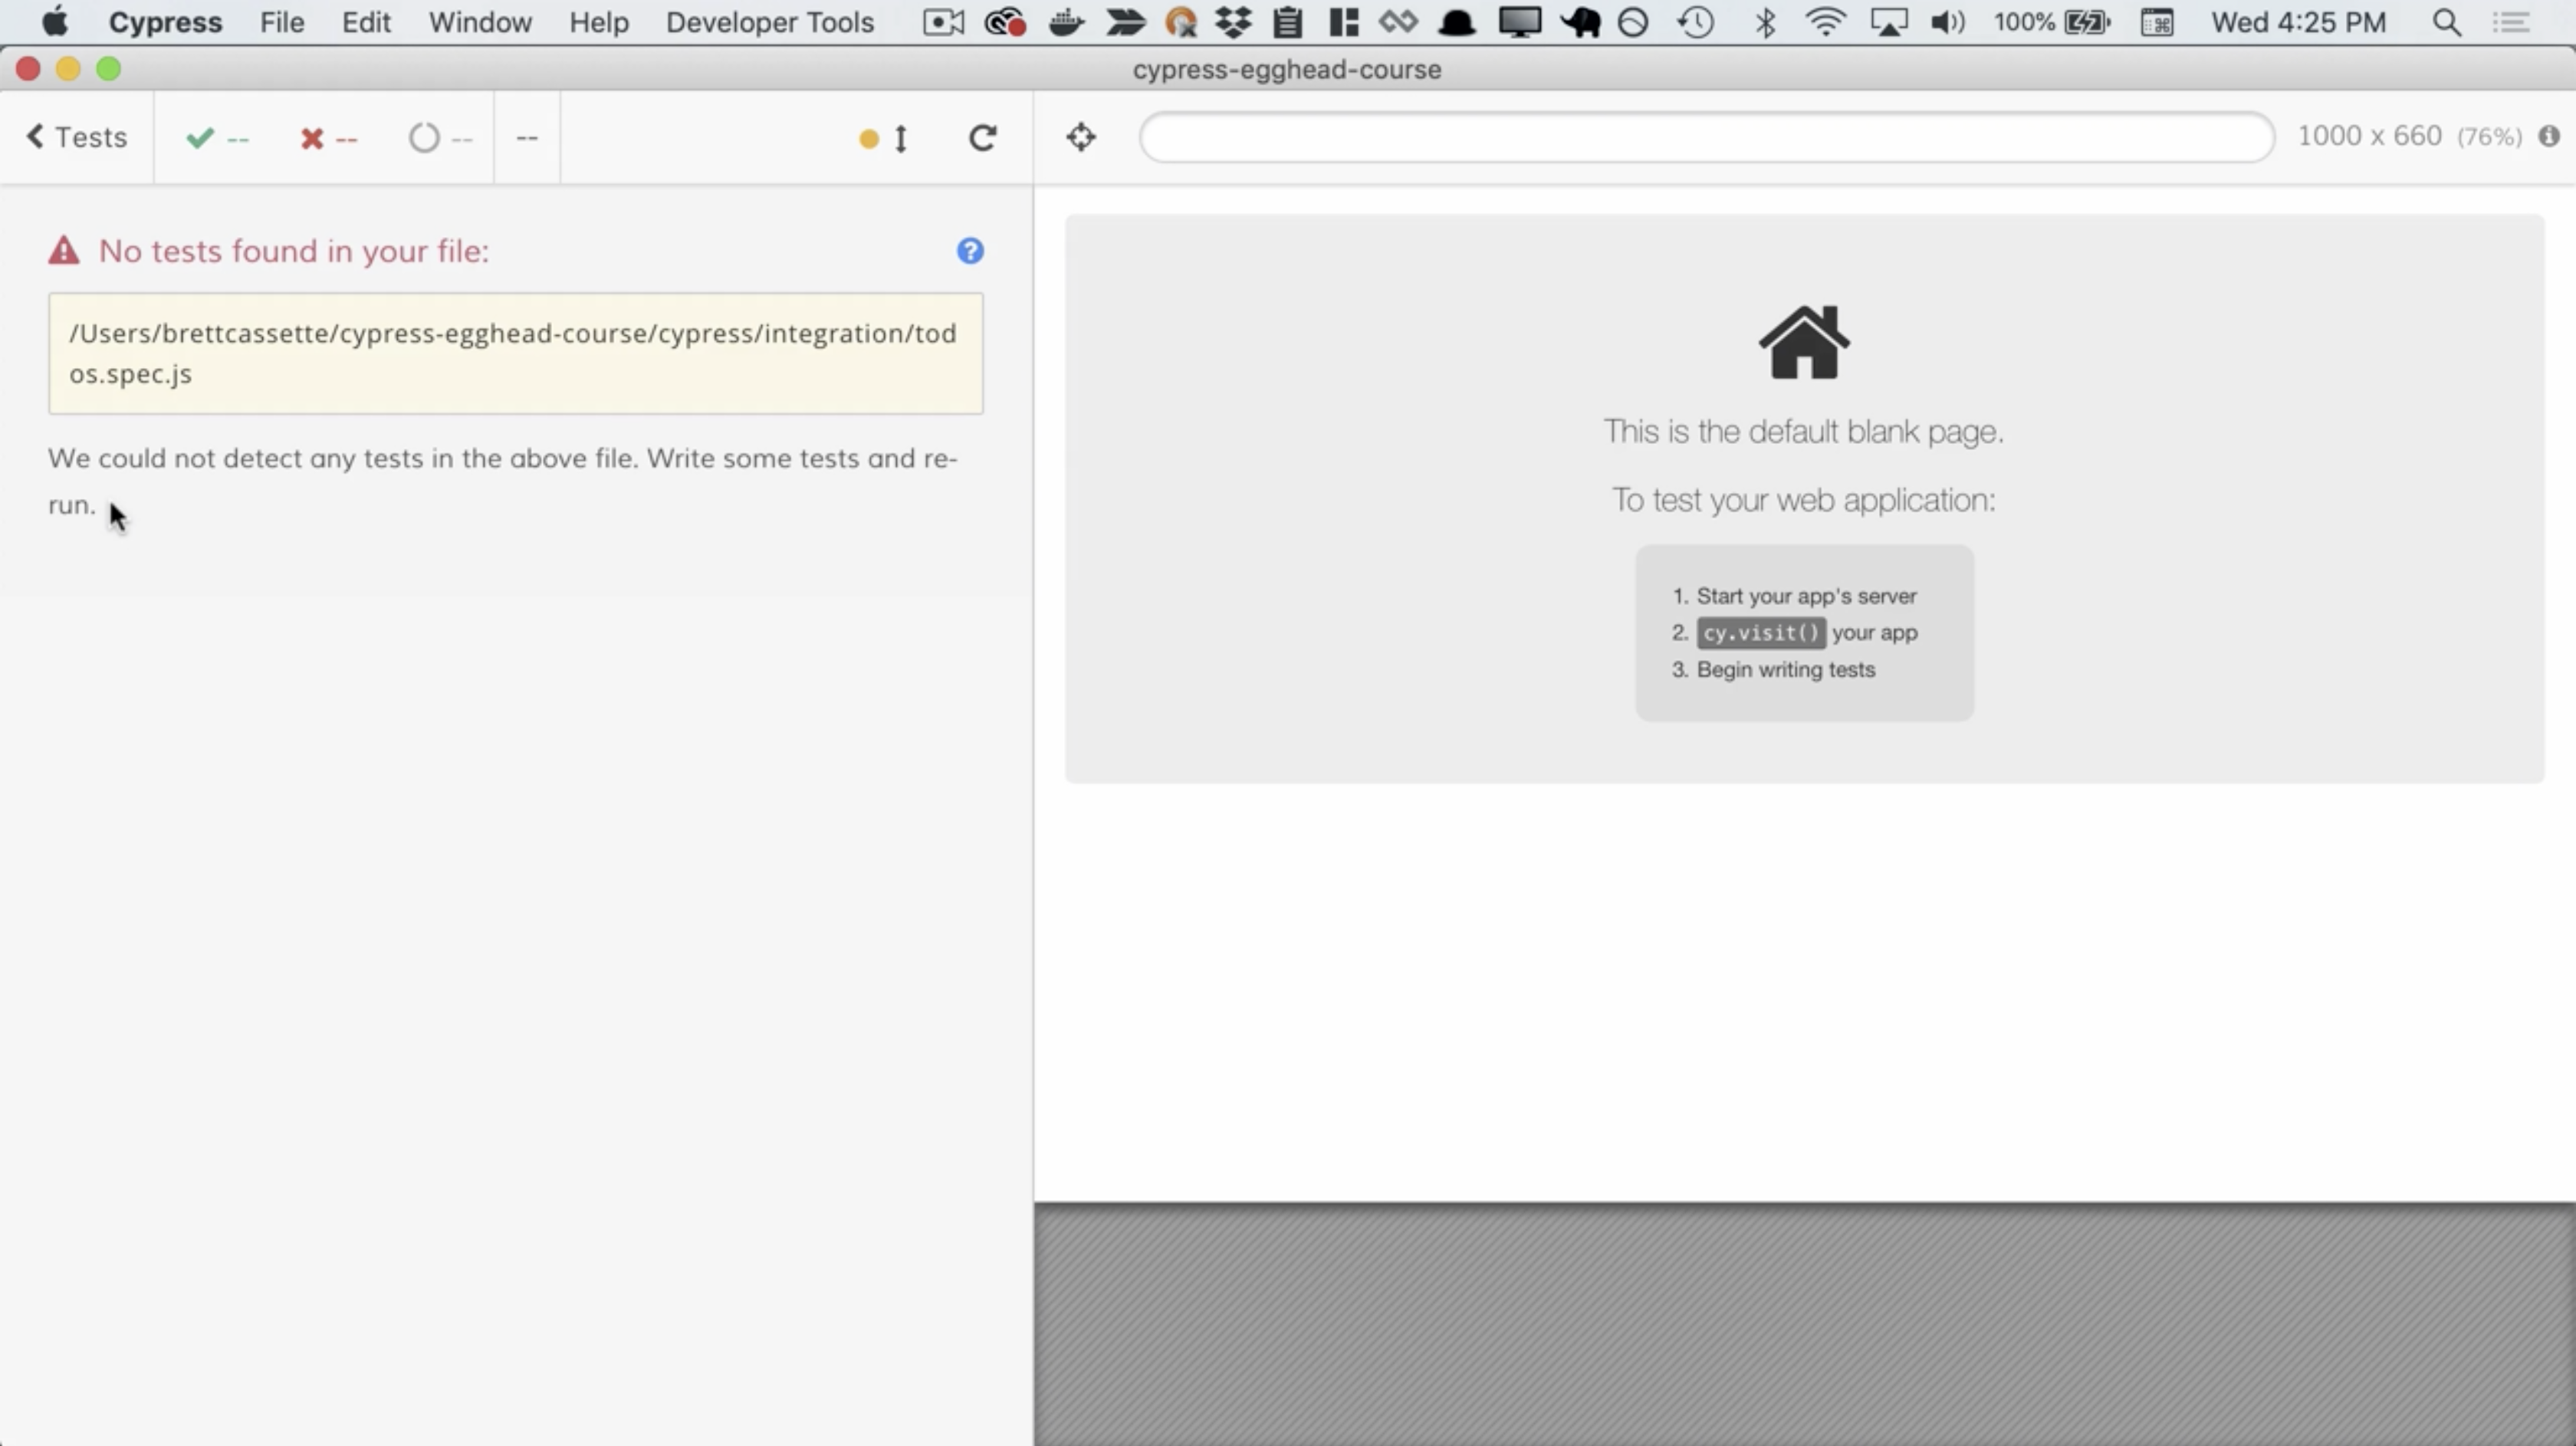 Cypress File Edit Window Help Developer Tools 100% Wed 4:25 PM
cypress-egghead-course
Tests -- -- -- -- 1000 x 660 (76%)
No tests found in your file:
/Users/brettcassette/cypress-egghead-course/cypress/integration/tod
os.spec.js
We could not detect any tests in the above file. Write some tests and re-
run.
This is the default blank page.
To test your web application:
1. Start your app's server
2. cy.visit() your app
3. Begin writing tests